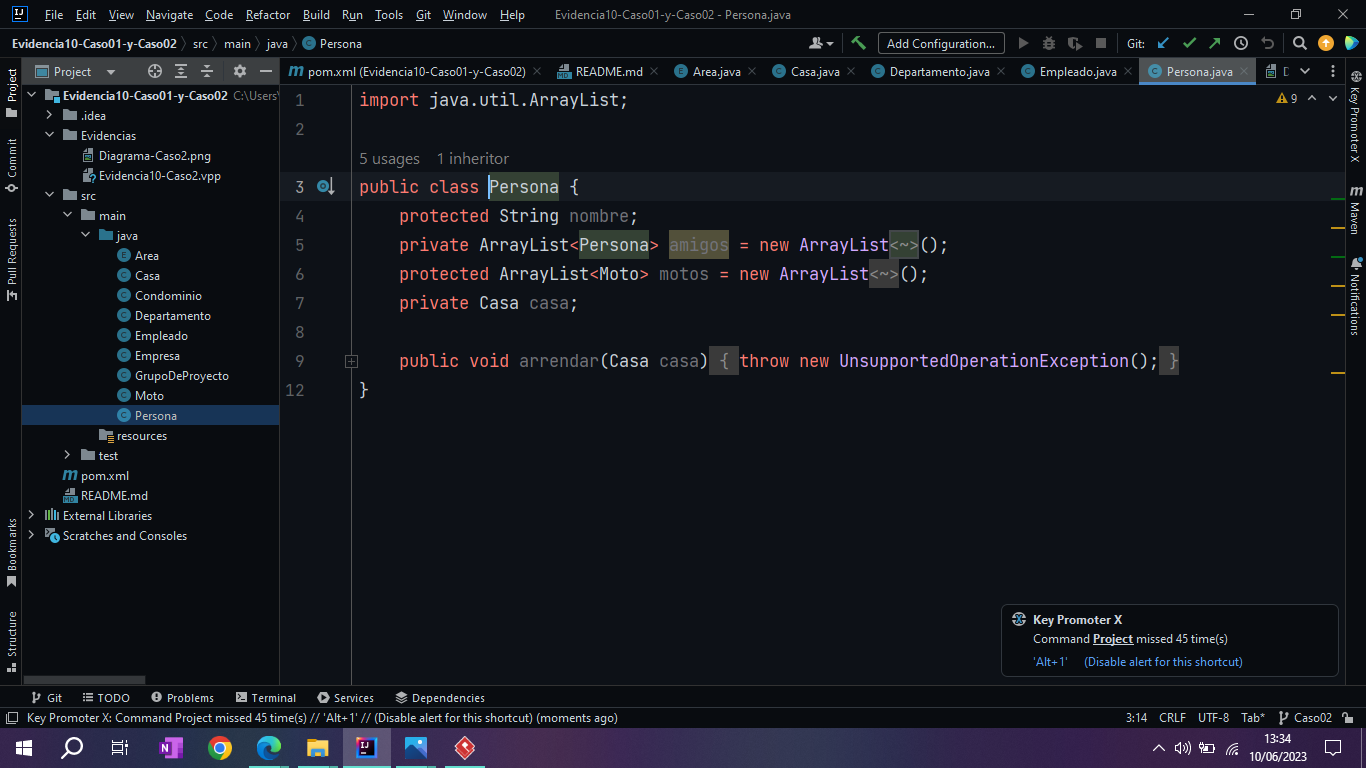 File Edit View Navigate Code Refactor Build Run Tools Git Window Help Evidencia10-Caso01-y-Caso02 - Persona.java
Evidencia10-Caso01-y-Caso02 src main java Persona Add Configuration... Git:
Project pom.xml (Evidencia10-Caso01-y-Caso02) README.md Area.java Casa.java Departamento.java Empleado.java Persona.java
Project
Commit
Pull Requests
Bookmarks
Structure
Evidencia10-Caso01-y-Caso02 C:\Users\
.idea
Evidencias
Diagrama-Caso2.png
Evidencia10-Caso2.vpp
src
main
java
Area
Casa
Condominio
Departamento
Empleado
Empresa
GrupoDeProyecto
Moto
Persona
resources
test
pom.xml
README.md
External Libraries
Scratches and Consoles
9
1 import java.util.ArrayList;
2
5 usages 1 inheritor
3 public class Persona {
4 protected String nombre;
5 private ArrayList<Persona> amigos = new ArrayList<~>();
6 protected ArrayList<Moto> motos = new ArrayList<~>();
7 private Casa casa;
8
9 public void arrendar(Casa casa) { throw new UnsupportedOperationException(); }
12 }
Key Promoter X
Maven
Notifications
Key Promoter X
Command Project missed 45 time(s)
'Alt+1' (Disable alert for this shortcut)
Git TODO Problems Terminal Services Dependencies
Key Promoter X: Command Project missed 45 time(s) // 'Alt+1' // (Disable alert for this shortcut) (moments ago) 3:14 CRLF UTF-8 Tab* Caso02
13:34
10/06/2023